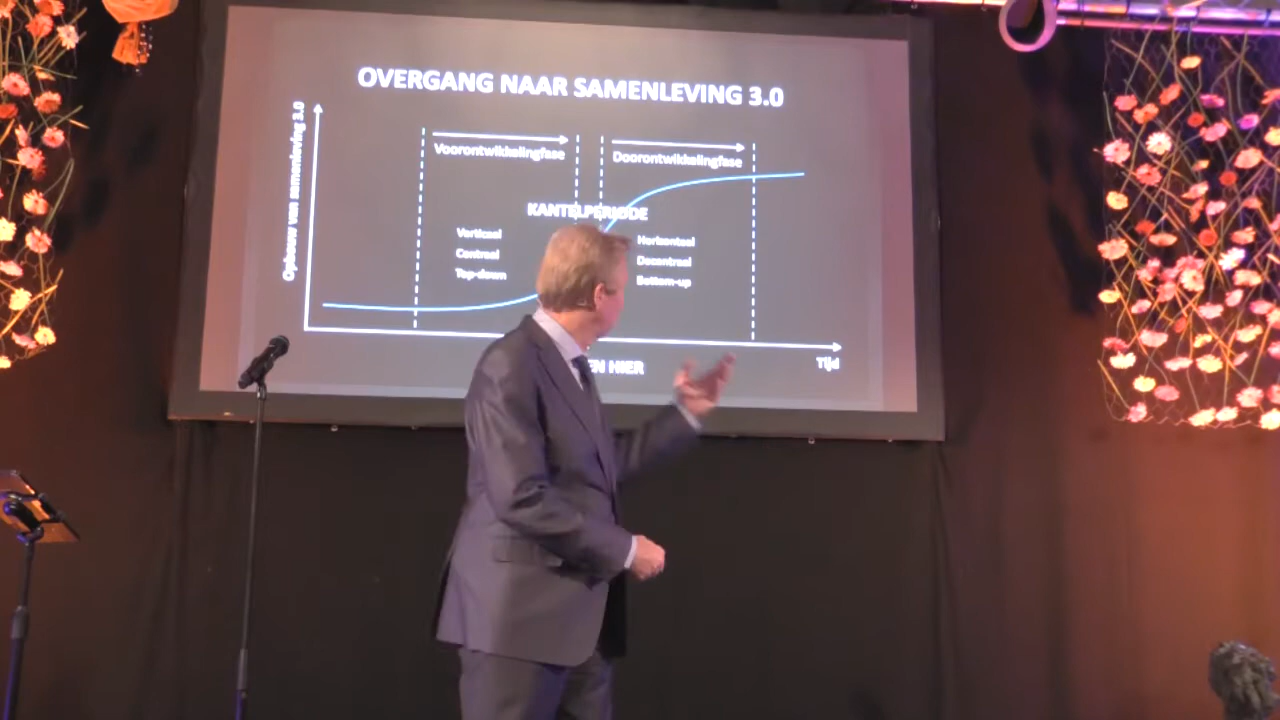 OVERGANG NAAR SAMENLEVING 3.0
Opbouw van samenleving 3.0
Voorontwikkelingfase
Doorontwikkelingfase
KANTELPERIODE
Verticaal
Centraal
Top-down
Horizontaal
Decentraal
Bottom-up
HIER
Tijd